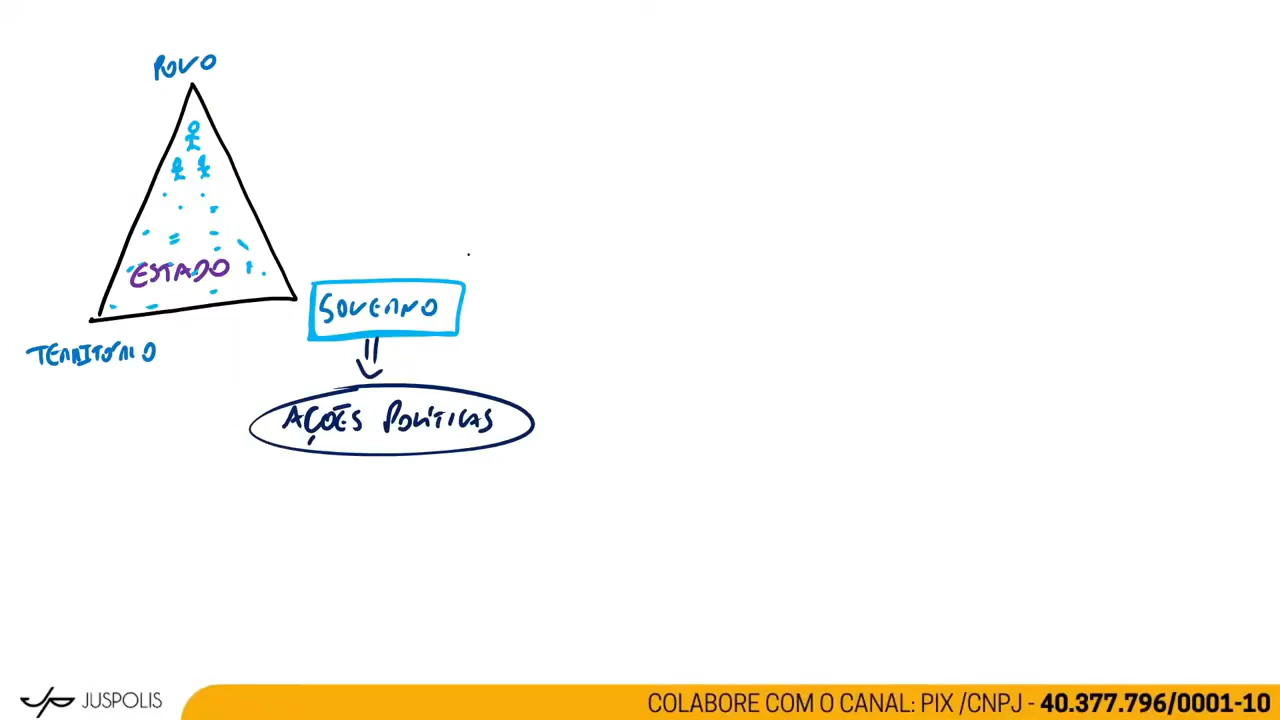 POVO
ESTADO
GOVERNO
TERRITÓRIO
AÇÕES POLÍTICAS
JUSPOLIS
COLABORE COM O CANAL: PIX /CNPJ - 40.377.796/0001-10